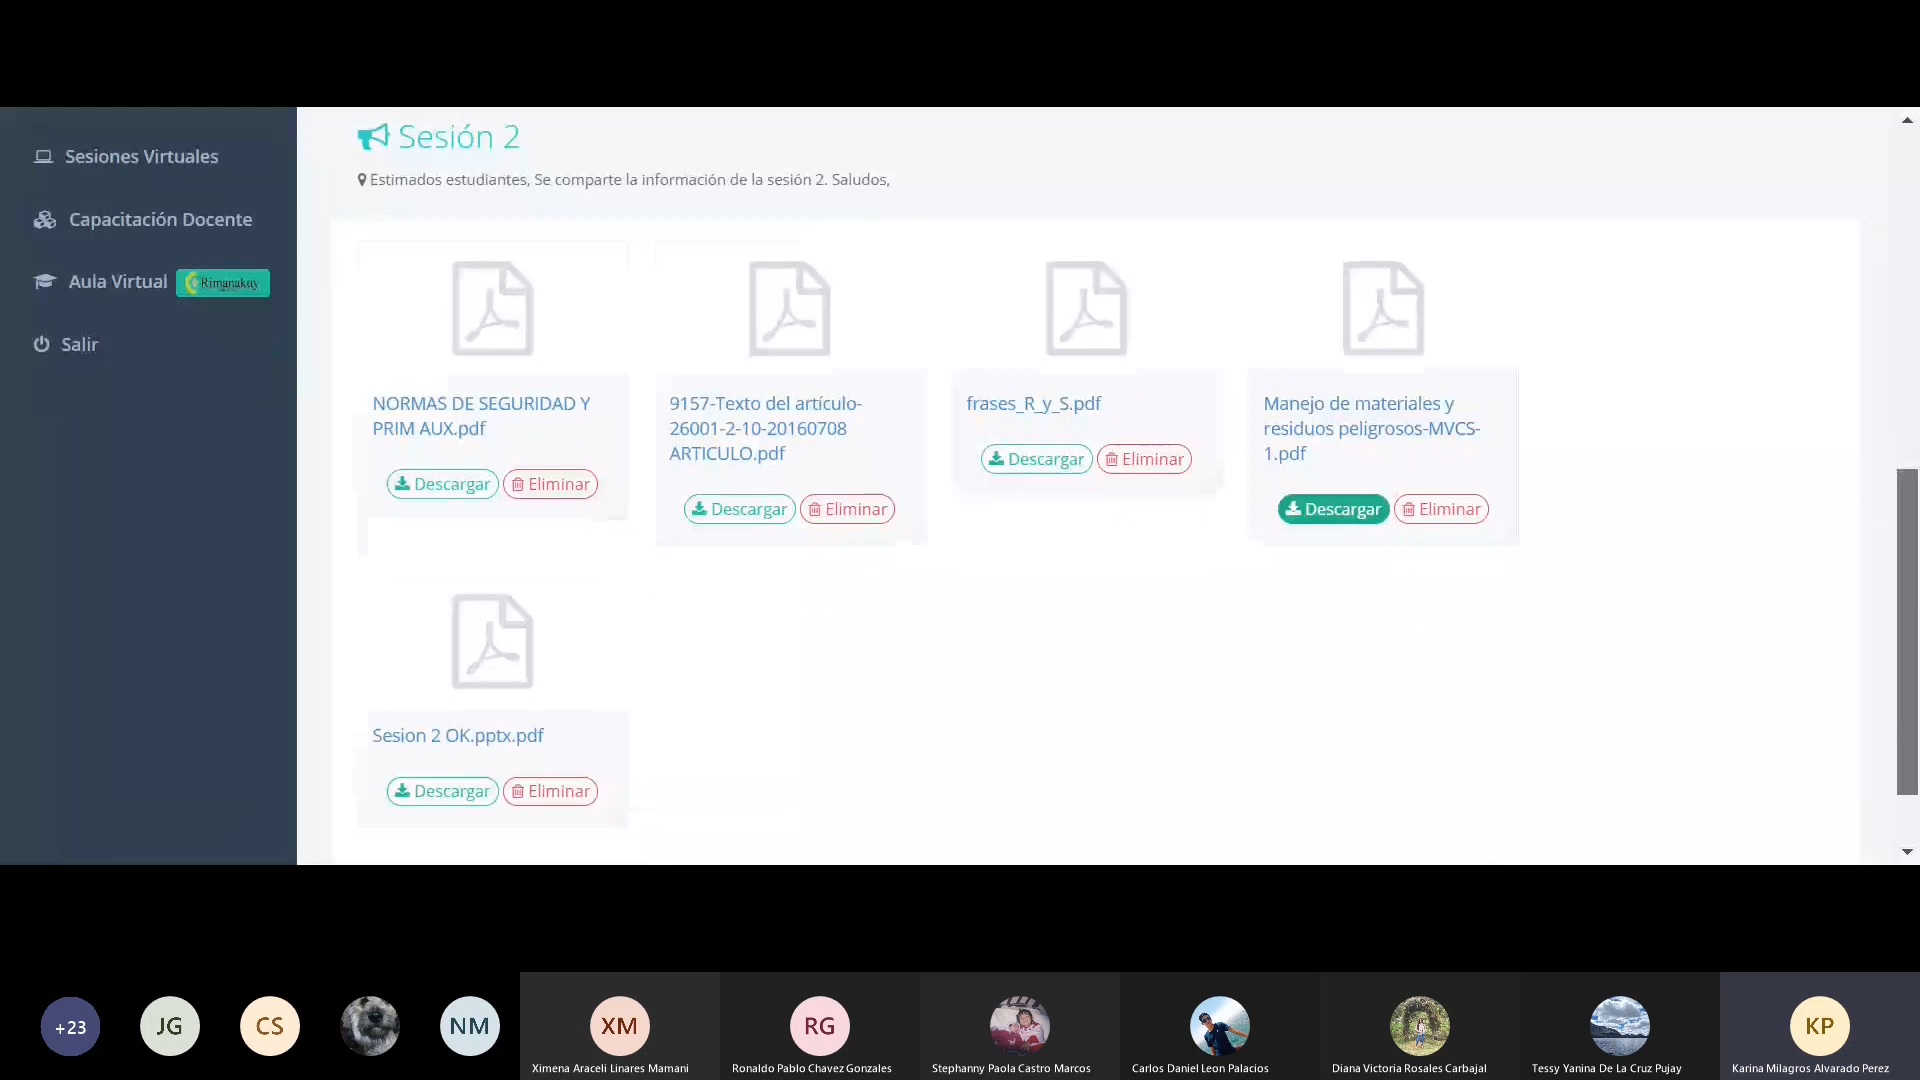 Sesiones Virtuales
Capacitación Docente
Aula Virtual Rimanakuy
Salir
Sesión 2
Estimados estudiantes, Se comparte la información de la sesión 2. Saludos,
NORMAS DE SEGURIDAD Y
PRIM AUX.pdf
Descargar Eliminar
9157-Texto del artículo-
26001-2-10-20160708
ARTICULO.pdf
Descargar Eliminar
frases_R_y_S.pdf
Descargar Eliminar
Manejo de materiales y
residuos peligrosos-MVCS-
1.pdf
Descargar Eliminar
Sesion 2 OK.pptx.pdf
Descargar Eliminar
+23
JG
CS
NM
XM
Ximena Araceli Linares Mamani
RG
Ronaldo Pablo Chavez Gonzales
Stephanny Paola Castro Marcos
Carlos Daniel Leon Palacios
Diana Victoria Rosales Carbajal
Tessy Yanina De La Cruz Pujay
KP
Karina Milagros Alvarado Perez